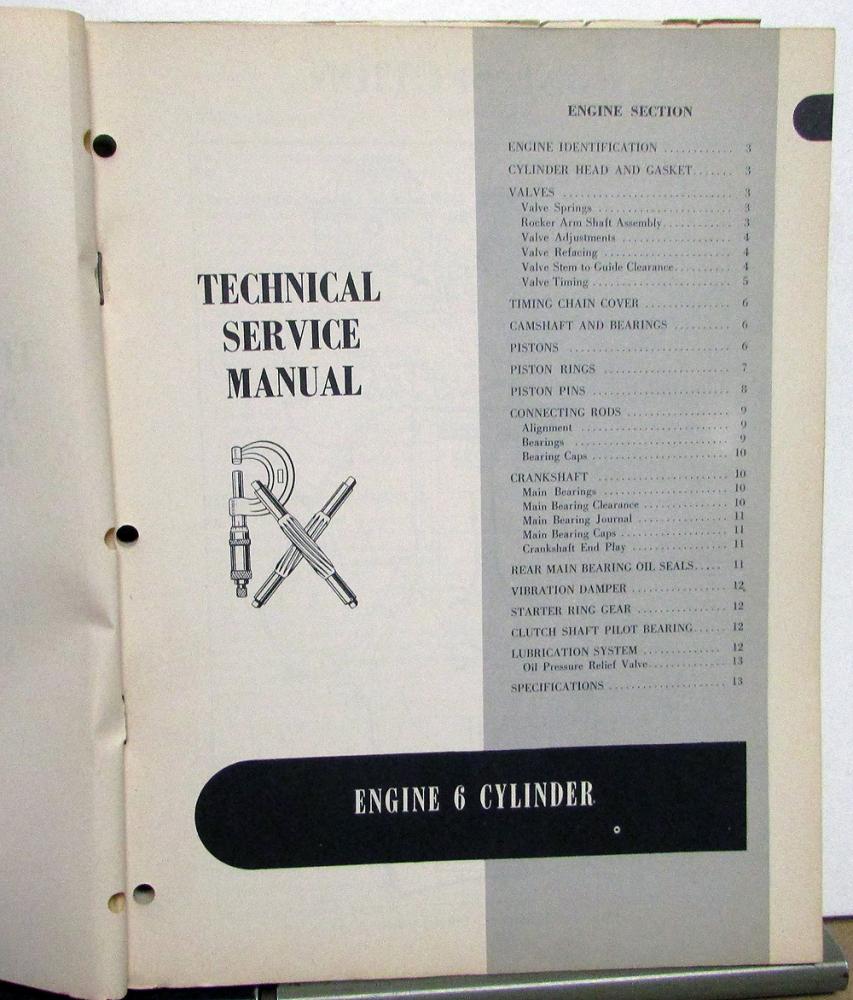 TECHNICAL
SERVICE
MANUAL
ENGINE SECTION
ENGINE IDENTIFICATION ............ 3
CYLINDER HEAD AND GASKET....... 3
VALVES ............................ 3
Valve Springs ....................... 3
Rocker Arm Shaft Assembly............ 3
Valve Adjustments ................... 4
Valve Refacing ...................... 4
Valve Stem to Guide Clearance.......... 4
Valve Timing ........................ 5
TIMING CHAIN COVER .............. 6
CAMSHAFT AND BEARINGS .......... 6
PISTONS ........................... 6
PISTON RINGS ...................... 7
PISTON PINS ....................... 8
CONNECTING RODS .................. 9
Alignment .......................... 9
Bearings ........................... 9
Bearing Caps ........................ 10
CRANKSHAFT ...................... 10
Main Bearings ...................... 10
Main Bearing Clearance ............... 10
Main Bearing Journal ................ 11
Main Bearing Caps ................... 11
Crankshaft End Play ................. 11
REAR MAIN BEARING OIL SEALS..... 11
VIBRATION DAMPER ................ 12
STARTER RING GEAR ............... 12
CLUTCH SHAFT PILOT BEARING...... 12
LUBRICATION SYSTEM .............. 12
Oil Pressure Relief Valve.............. 13
SPECIFICATIONS .................... 13
ENGINE 6 CYLINDER